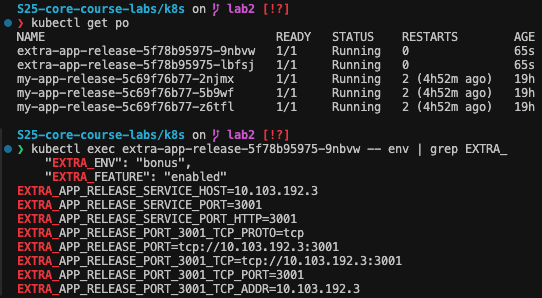 S25-core-course-labs/k8s on lab2 [!?]
❯ kubectl get po
NAME READY STATUS RESTARTS AGE
extra-app-release-5f78b95975-9nbvw 1/1 Running 0 65s
extra-app-release-5f78b95975-lbfsj 1/1 Running 0 65s
my-app-release-5c69f76b77-2njmx 1/1 Running 2 (4h52m ago) 19h
my-app-release-5c69f76b77-5b9wf 1/1 Running 2 (4h52m ago) 19h
my-app-release-5c69f76b77-z6tfl 1/1 Running 2 (4h52m ago) 19h
S25-core-course-labs/k8s on lab2 [!?]
❯ kubectl exec extra-app-release-5f78b95975-9nbvw -- env | grep EXTRA_
"EXTRA_ENV": "bonus",
"EXTRA_FEATURE": "enabled"
EXTRA_APP_RELEASE_SERVICE_HOST=10.103.192.3
EXTRA_APP_RELEASE_SERVICE_PORT=3001
EXTRA_APP_RELEASE_SERVICE_PORT_HTTP=3001
EXTRA_APP_RELEASE_PORT_3001_TCP_PROTO=tcp
EXTRA_APP_RELEASE_PORT=tcp://10.103.192.3:3001
EXTRA_APP_RELEASE_PORT_3001_TCP=tcp://10.103.192.3:3001
EXTRA_APP_RELEASE_PORT_3001_TCP_PORT=3001
EXTRA_APP_RELEASE_PORT_3001_TCP_ADDR=10.103.192.3